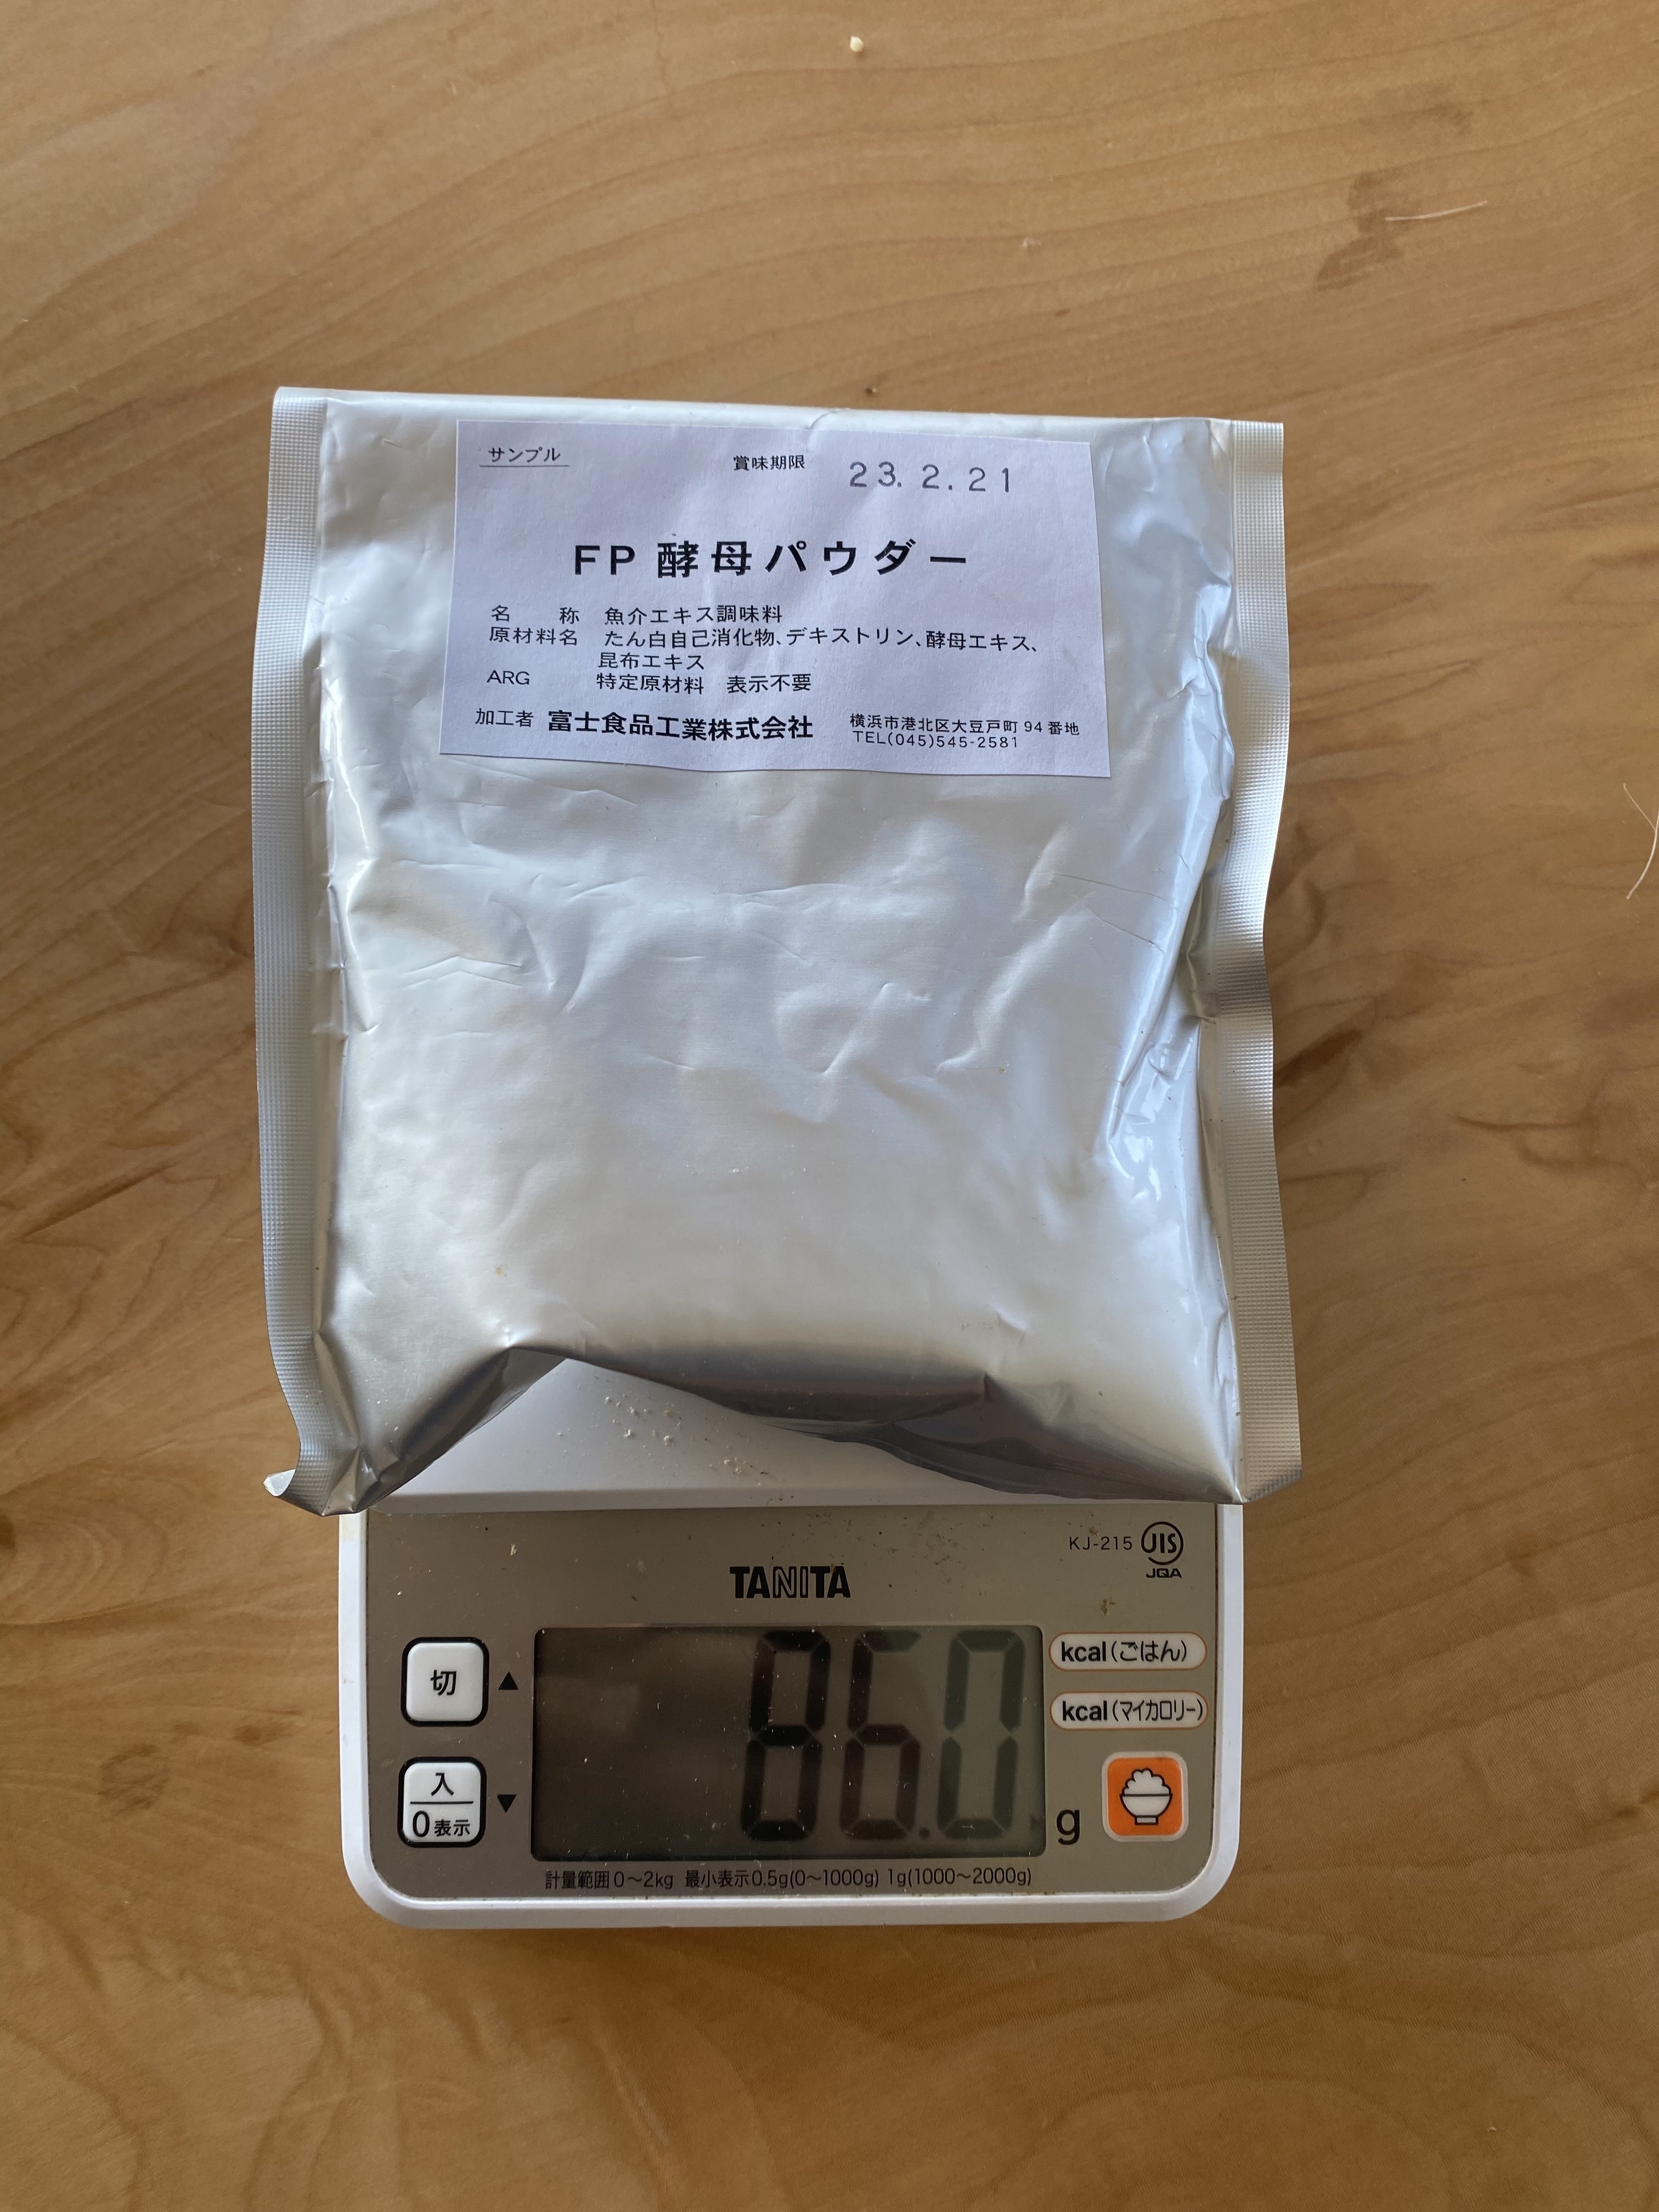 サンプル 賞味期限 23.2.21
FP 酵母パウダー
名 称 魚介エキス調味料
原材料名 たん白自己消化物、デキストリン、酵母エキス、
昆布エキス
ARG 特定原材料 表示不要
加工者 富士食品工業株式会社 横浜市港北区大豆戸町 94 番地
TEL(045)545-2581
KJ-215 JIS
JQA
TANITA
切 ▲
入
0表示 ▼
86.0 g
kcal(ごはん)
kcal(マイカロリー)
計量範囲 0〜2kg 最小表示 0.5g(0〜1000g) 1g(1000〜2000g)